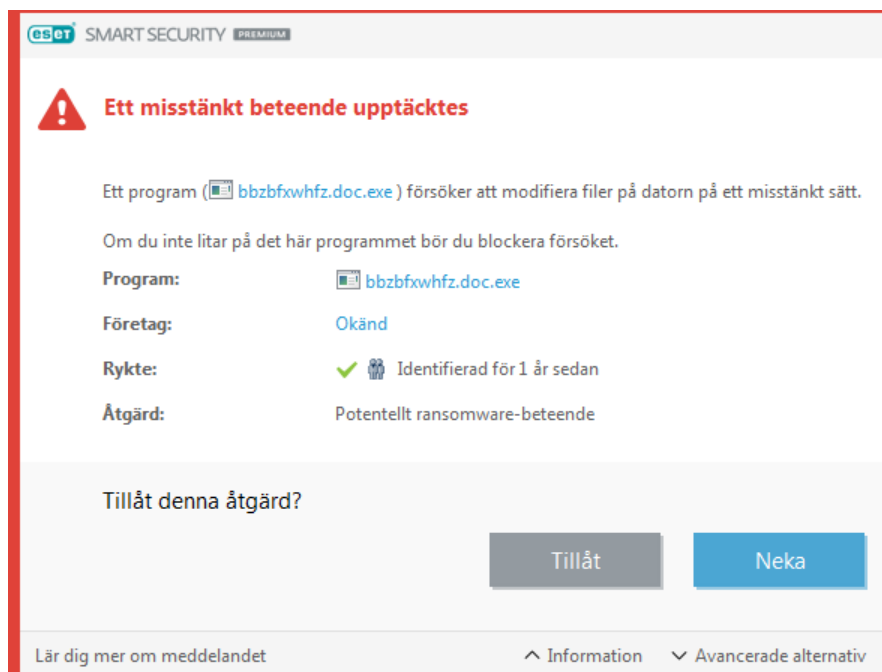 eset SMART SECURITY PREMIUM
Ett misstänkt beteende upptäcktes
Ett program ( bbzbfxwhfz.doc.exe ) försöker att modifiera filer på datorn på ett misstänkt sätt.
Om du inte litar på det här programmet bör du blockera försöket.
Program: bbzbfxwhfz.doc.exe
Företag: Okänd
Rykte: Identifierad för 1 år sedan
Åtgärd: Potentellt ransomware-beteende
Tillåt denna åtgärd?
Tillåt Neka
Lär dig mer om meddelandet Information Avancerade alternativ